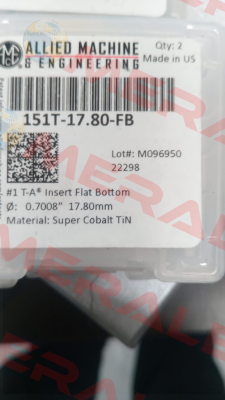 ALLIED MACHINE
& ENGINEERING
Qty: 2
Made in US
151T-17.80-FB
Lot#: M096950
22298
#1 T-A® Insert Flat Bottom
Ø: 0.7008" 17.80mm
Material: Super Cobalt TiN